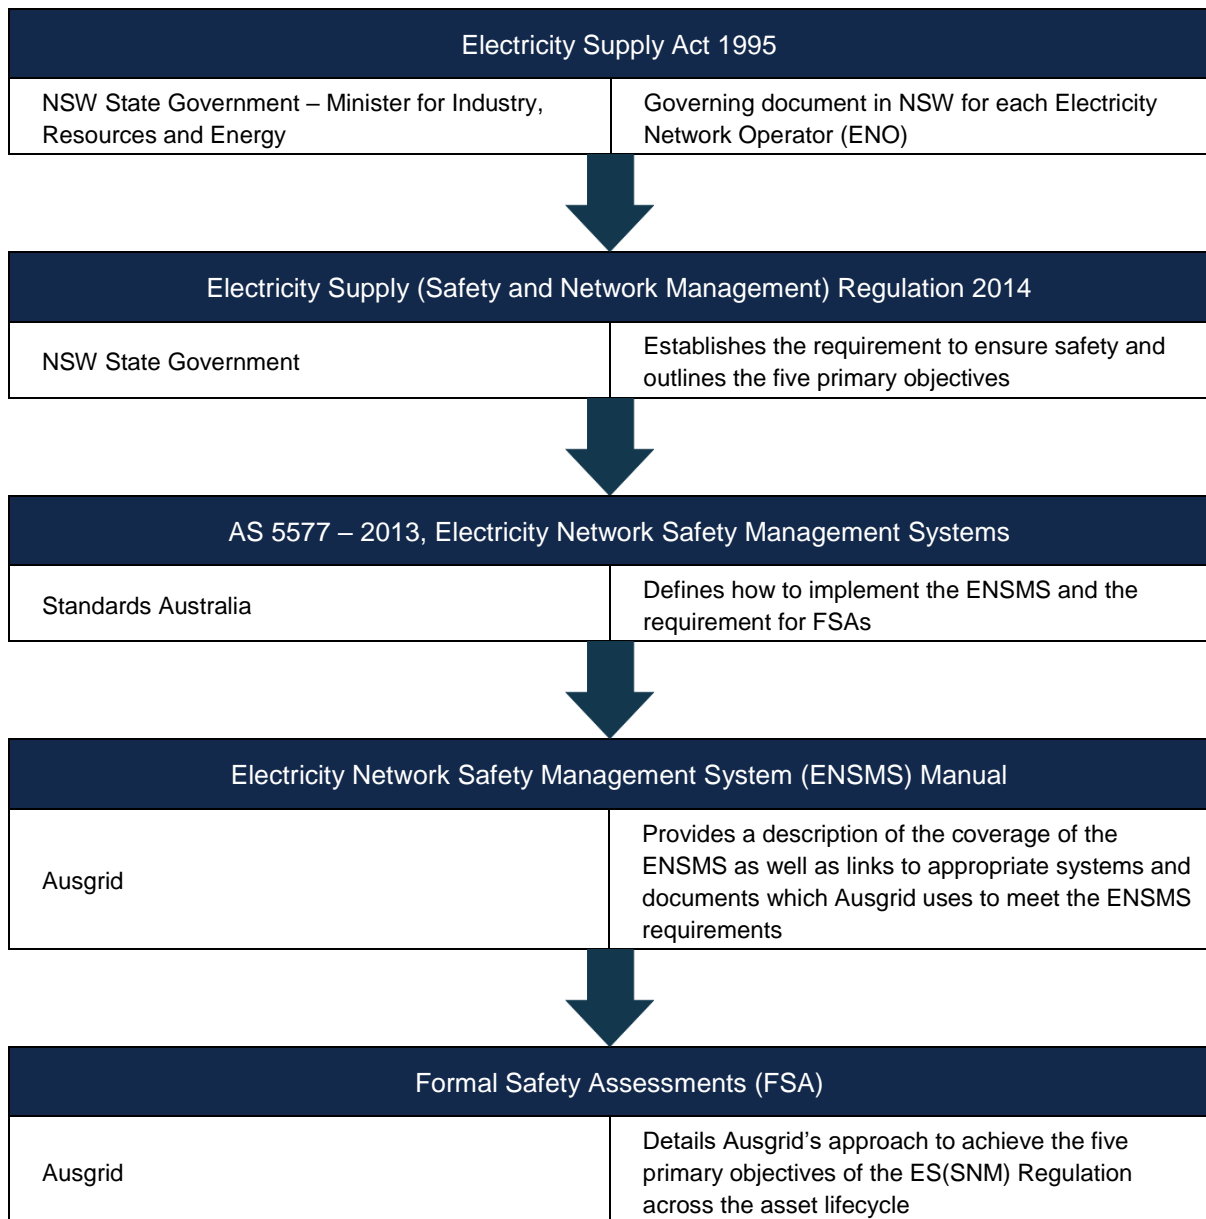 Electricity Supply Act 1995
NSW State Government – Minister for Industry,
Resources and Energy
Governing document in NSW for each Electricity
Network Operator (ENO)
Electricity Supply (Safety and Network Management) Regulation 2014
NSW State Government
Establishes the requirement to ensure safety and
outlines the five primary objectives
AS 5577 – 2013, Electricity Network Safety Management Systems
Standards Australia
Defines how to implement the ENSMS and the
requirement for FSAs
Electricity Network Safety Management System (ENSMS) Manual
Ausgrid
Provides a description of the coverage of the
ENSMS as well as links to appropriate systems and
documents which Ausgrid uses to meet the ENSMS
requirements
Formal Safety Assessments (FSA)
Ausgrid
Details Ausgrid’s approach to achieve the five
primary objectives of the ES(SNM) Regulation
across the asset lifecycle